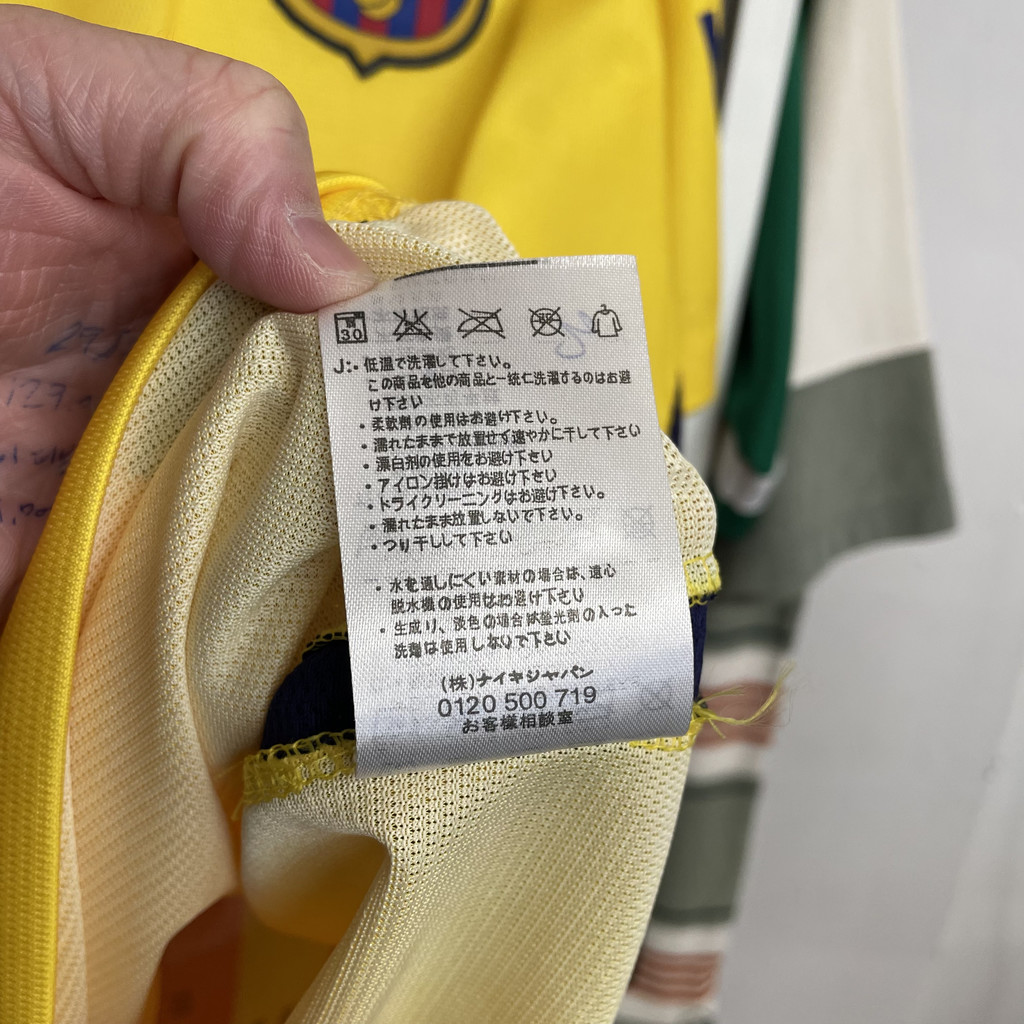 30
J:・低温で洗濯して下さい。
この商品を他の商品と一緒に洗濯するのはお避
け下さい
・柔軟剤の使用はお避け下さい。
・濡れたままで放置せず速やかに干して下さい
・漂白剤の使用をお避け下さい
・アイロン掛けはお避け下さい
・ドライクリーニングはお避け下さい。
・濡れたまま放置しないで下さい。
・つり干しして下さい
・水を通しにくい素材の場合は、遠心
脱水機の使用はお避け下さい
・生成り、淡色の場合は蛍光剤の入った
洗剤は使用しないで下さい
(株)ナイキジャパン
0120 500 719
お客様相談室